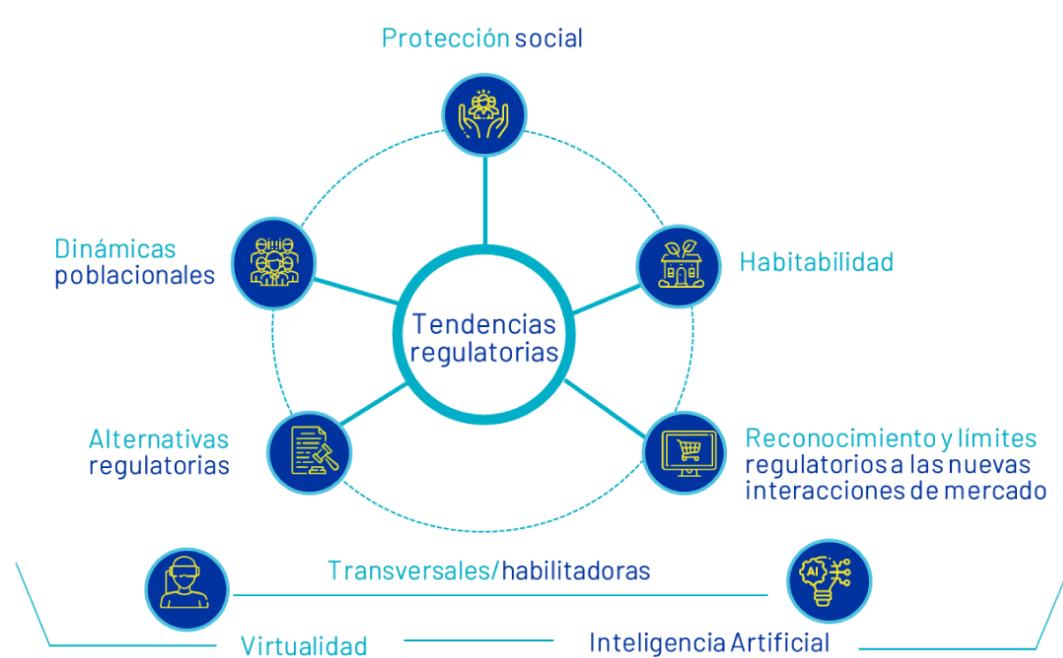 Protección social
Dinámicas
poblacionales
Habitabilidad
Tendencias
regulatorias
Alternativas
regulatorias
Reconocimiento y límites
regulatorios a las nuevas
interacciones de mercado
Transversales/habilitadoras
AI
Virtualidad
Inteligencia Artificial